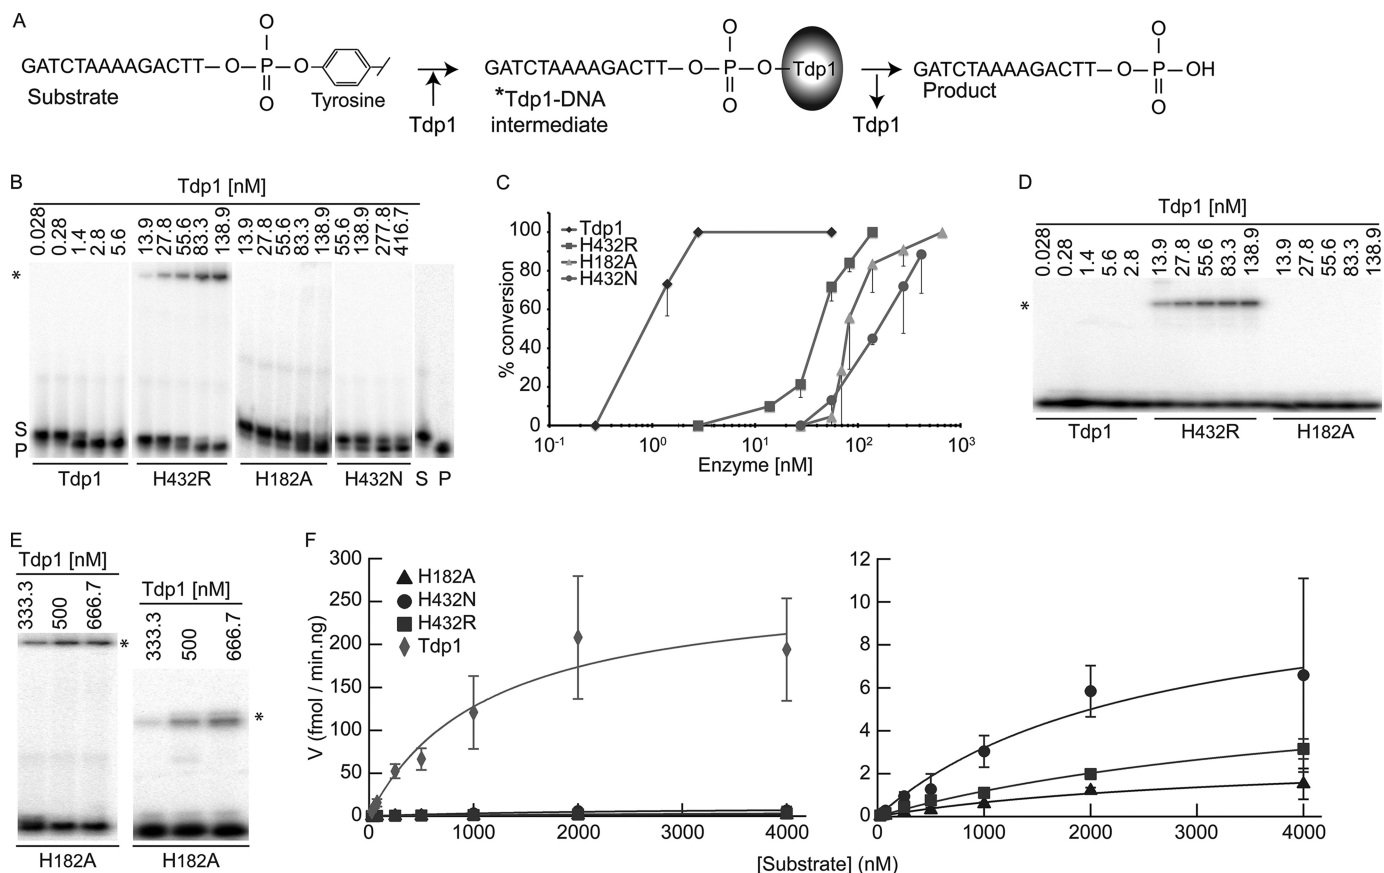 A
GATCTAAAAGACTT—O—P—O
O
O
Substrate
Tyrosine
Tdp1
GATCTAAAAGACTT—O—P—O—Tdp1
O
O
*Tdp1-DNA
intermediate
Tdp1
GATCTAAAAGACTT—O—P—OH
O
O
Product
B
Tdp1 [nM]
0.028 0.28 1.4 2.8 5.6 13.9 27.8 55.6 83.3 138.9 13.9 27.8 55.6 83.3 138.9 55.6 138.9 277.8 416.7
*
S
P
Tdp1 H432R H182A H432N S P
C
Tdp1
H432R
H182A
H432N
% conversion
100
80
60
40
20
0
10-1 100 101 102 103
Enzyme [nM]
D
Tdp1 [nM]
0.028 0.28 1.4 5.6 2.8 13.9 27.8 55.6 83.3 138.9 13.9 27.8 55.6 83.3 138.9
*
Tdp1 H432R H182A
E
Tdp1 [nM]
333.3 500 666.7
*
H182A
Tdp1 [nM]
333.3 500 666.7
*
H182A
F
H182A
H432N
H432R
Tdp1
V (fmol / min.ng)
300
250
200
150
100
50
0
0 1000 2000 3000 4000
12
10
8
6
4
2
0
0 1000 2000 3000 4000
[Substrate] (nM)